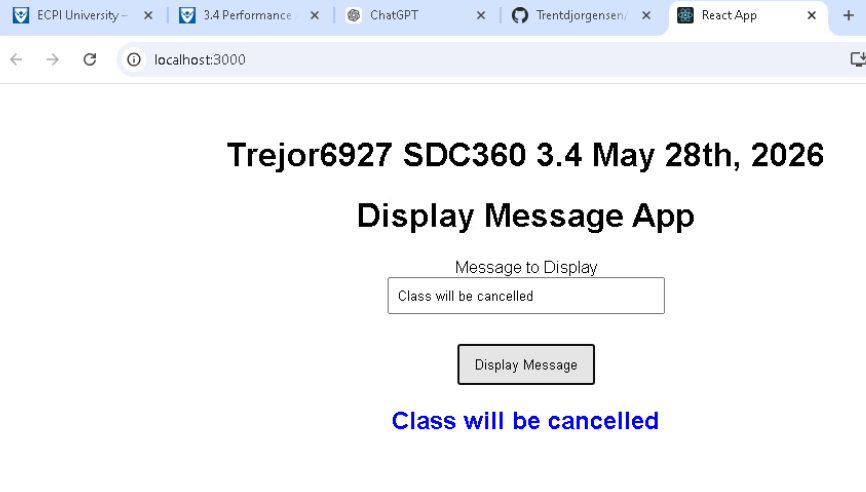 ECPI University – 3.4 Performance A ChatGPT Trentdjorgensen/ React App
localhost:3000
Trejor6927 SDC360 3.4 May 28th, 2026
Display Message App
Message to Display
Class will be cancelled
Display Message
Class will be cancelled